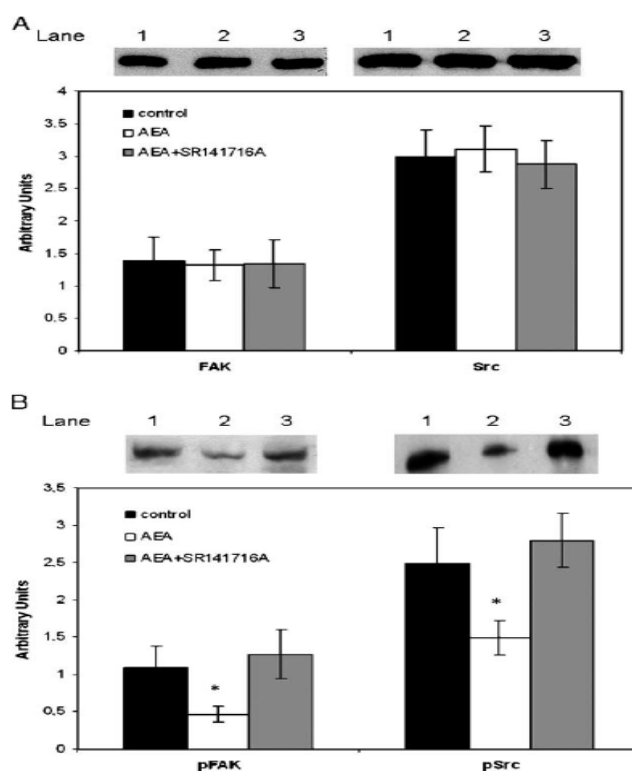 A
Lane 1 2 3 1 2 3
4
control
3.5
AEA
3
AEA+SR141716A
2.5
2
1.5
1
0.5
0
Arbitrary Units
FAK Src
B
Lane 1 2 3 1 2 3
3.5
control
3
AEA
2.5
AEA+SR141716A
2
1.5
1
0.5
0
Arbitrary Units
* *
pFAK pSrc